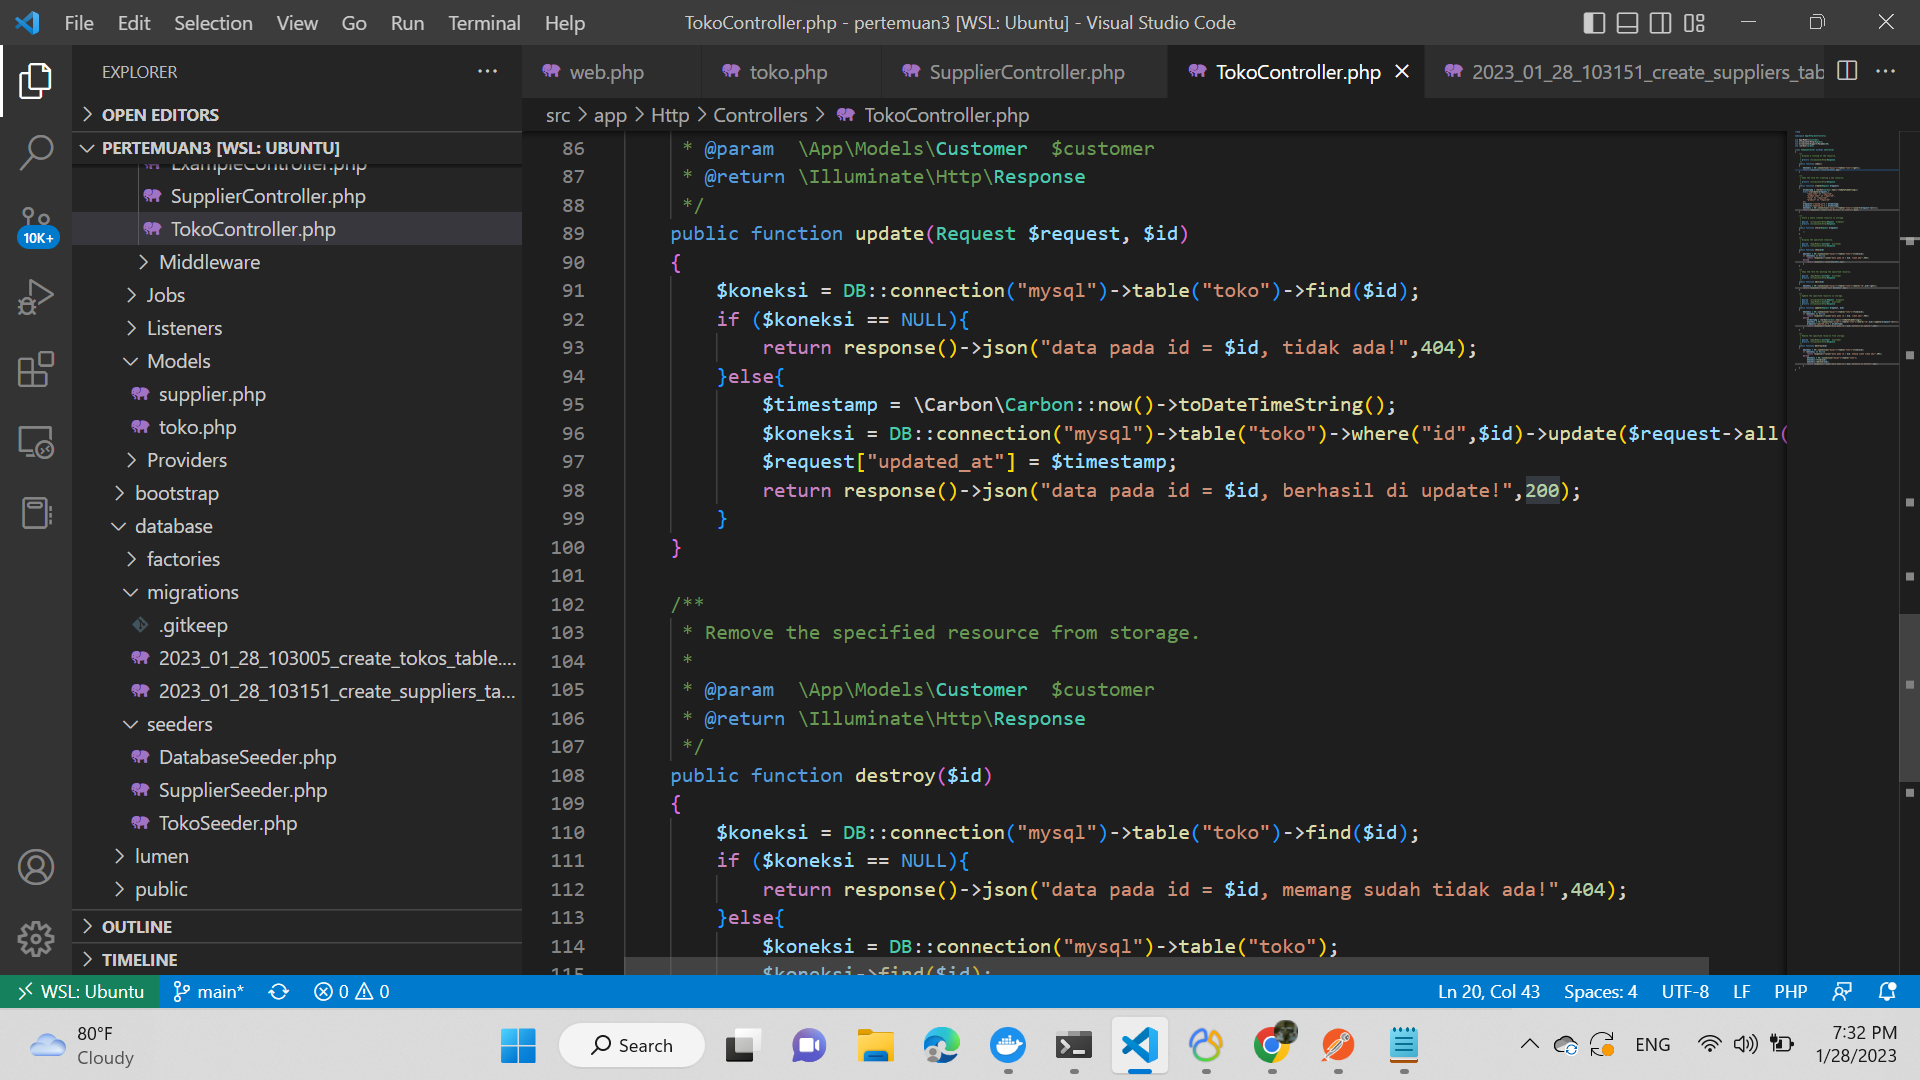 File Edit Selection View Go Run Terminal Help
TokoController.php - pertemuan3 [WSL: Ubuntu] - Visual Studio Code
EXPLORER
OPEN EDITORS
PERTEMUAN3 [WSL: UBUNTU]
ExampleController.php
SupplierController.php
TokoController.php
Middleware
Jobs
Listeners
Models
supplier.php
toko.php
Providers
bootstrap
database
factories
migrations
.gitkeep
2023_01_28_103005_create_tokos_table....
2023_01_28_103151_create_suppliers_ta...
seeders
DatabaseSeeder.php
SupplierSeeder.php
TokoSeeder.php
lumen
public
OUTLINE
TIMELINE
10K+
web.php toko.php SupplierController.php TokoController.php 2023_01_28_103151_create_suppliers_tab
src > app > Http > Controllers > TokoController.php
86 * @param  \App\Models\Customer  $customer
87 * @return \Illuminate\Http\Response
88 */
89 public function update(Request $request, $id)
90 {
91 $koneksi = DB::connection("mysql")->table("toko")->find($id);
92 if ($koneksi == NULL){
93 return response()->json("data pada id = $id, tidak ada!",404);
94 }else{
95 $timestamp = \Carbon\Carbon::now()->toDateTimeString();
96 $koneksi = DB::connection("mysql")->table("toko")->where("id",$id)->update($request->all(
97 $request["updated_at"] = $timestamp;
98 return response()->json("data pada id = $id, berhasil di update!",200);
99 }
100 }
101
102 /**
103 * Remove the specified resource from storage.
104 *
105 * @param  \App\Models\Customer  $customer
106 * @return \Illuminate\Http\Response
107 */
108 public function destroy($id)
109 {
110 $koneksi = DB::connection("mysql")->table("toko")->find($id);
111 if ($koneksi == NULL){
112 return response()->json("data pada id = $id, memang sudah tidak ada!",404);
113 }else{
114 $koneksi = DB::connection("mysql")->table("toko");
115 $koneksi->find($id);
WSL: Ubuntu main* 0 0 Ln 20, Col 43 Spaces: 4 UTF-8 LF PHP
80°F
Cloudy
Search
ENG
7:32 PM
1/28/2023